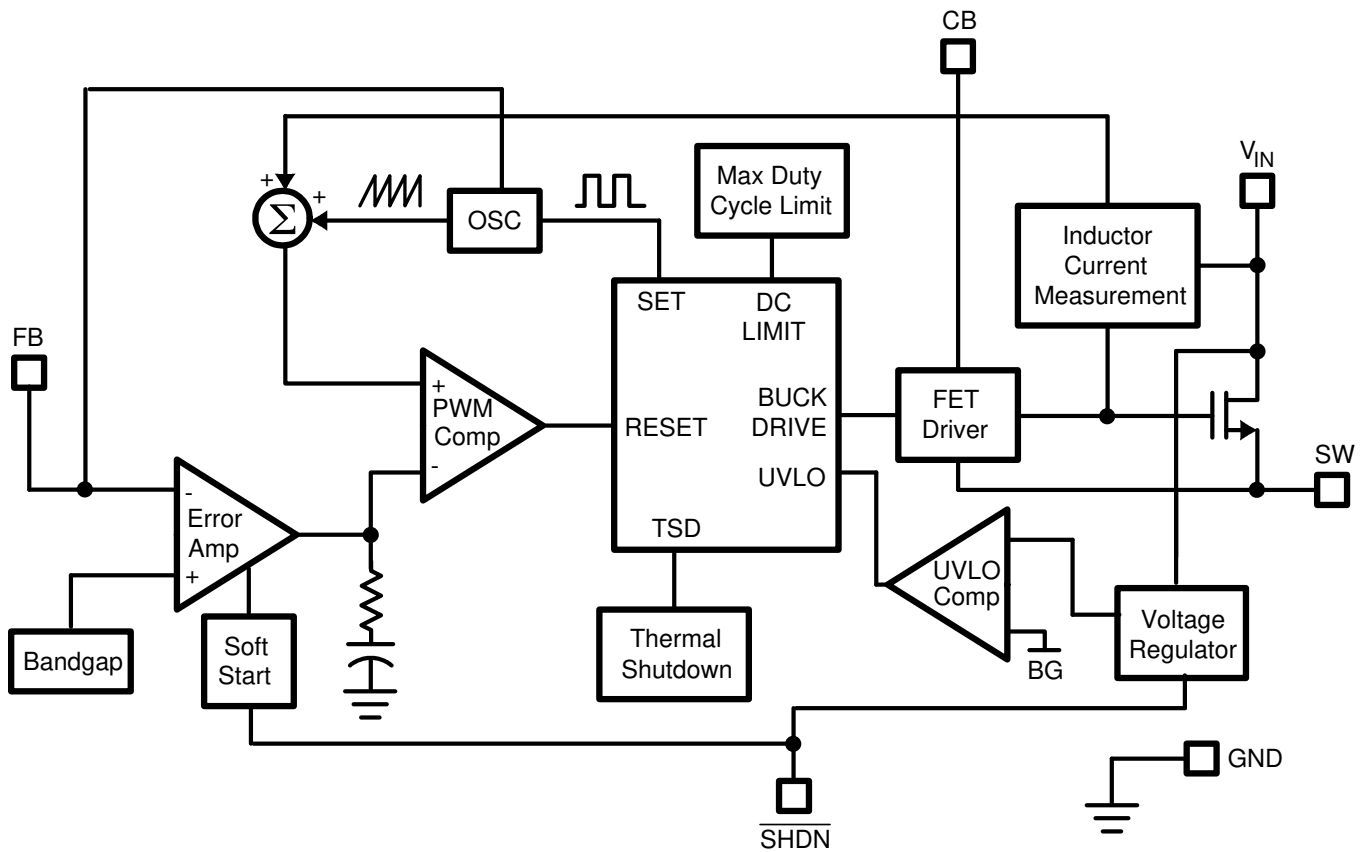 CB
V_IN
+
+
Σ
OSC
Max Duty
Cycle Limit
Inductor
Current
Measurement
SET
DC
LIMIT
FB
+
PWM
Comp
-
RESET
BUCK
DRIVE
FET
Driver
SW
UVLO
-
Error
Amp
+
TSD
UVLO
Comp
Voltage
Regulator
Bandgap
Soft
Start
Thermal
Shutdown
BG
GND
SHDN